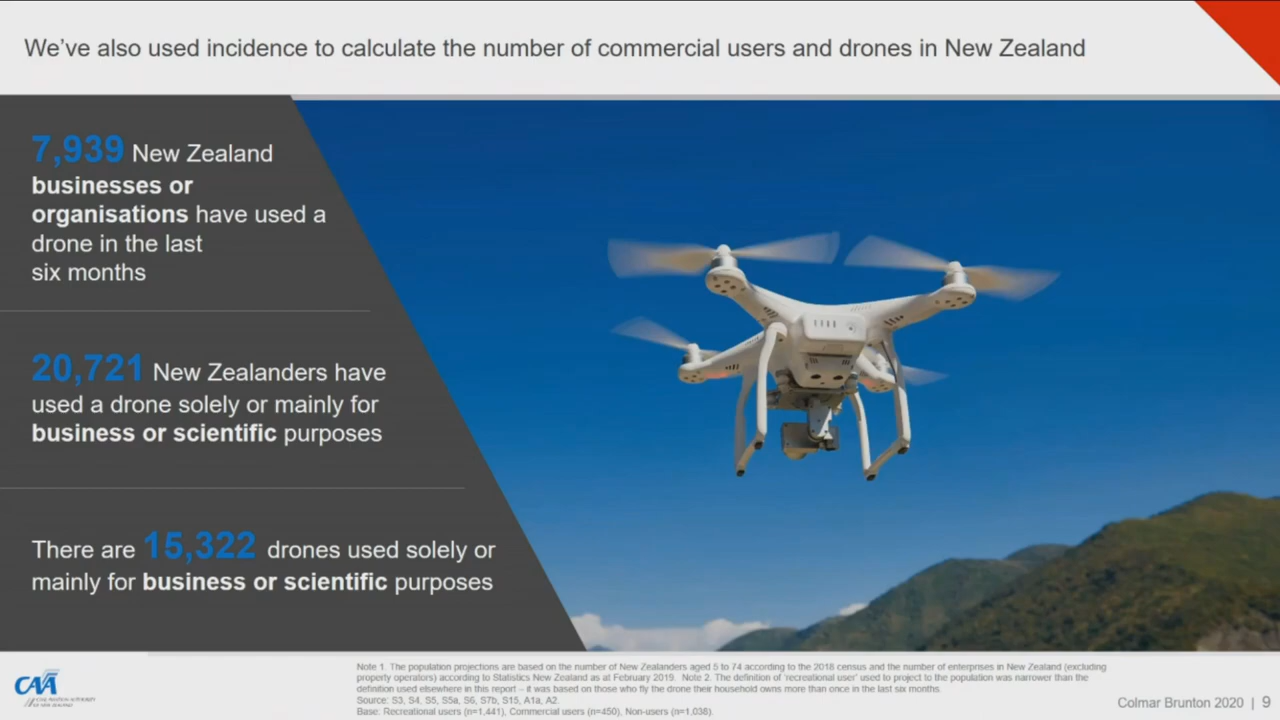 We’ve also used incidence to calculate the number of commercial users and drones in New Zealand
7,939 New Zealand
businesses or
organisations have used a
drone in the last
six months
20,721 New Zealanders have
used a drone solely or mainly for
business or scientific purposes
There are 15,322 drones used solely or
mainly for business or scientific purposes
CAA
CIVIL AVIATION AUTHORITY
OF NEW ZEALAND
Note 1. The population projections are based on the number of New Zealanders aged 5 to 74 according to the 2018 census and the number of enterprises in New Zealand (excluding
property operators) according to Statistics New Zealand as at February 2019. Note 2. The definition of ‘recreational user’ used to project to the population was narrower than the
definition used elsewhere in this report – it was based on those who fly the drone their household owns more than once in the last six months.
Source: S3, S4, S5, S5a, S6, S7b, S15, A1a, A2.
Base: Recreational users (n=1,441), Commercial users (n=450), Non-users (n=1,038).
Colmar Brunton 2020 | 9